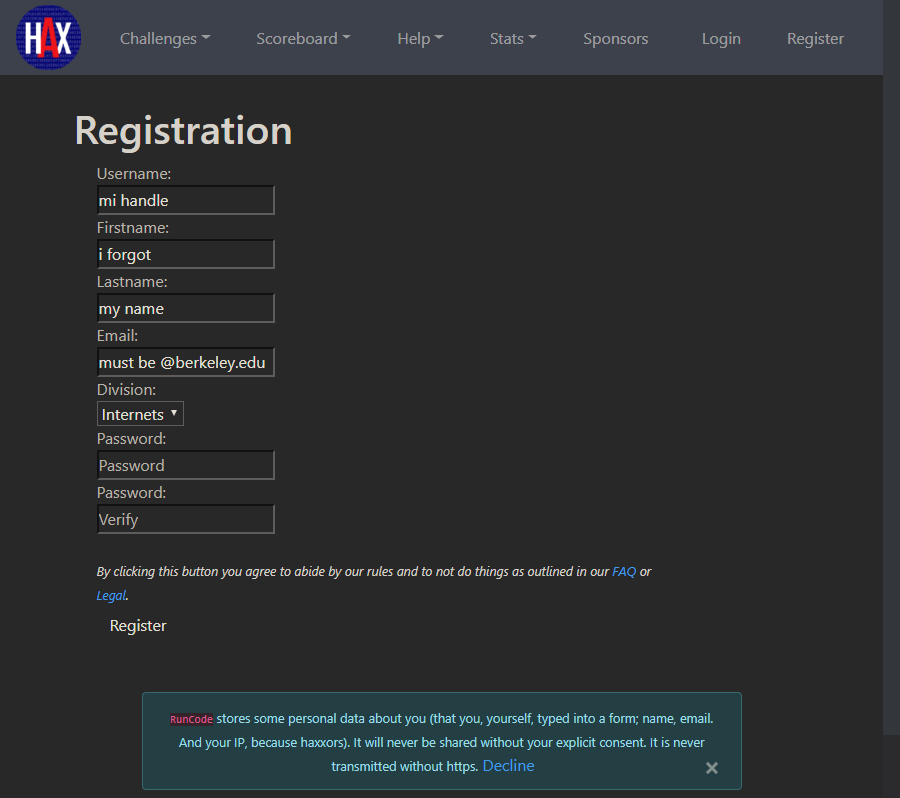 HAX
Challenges Scoreboard Help Stats Sponsors Login Register
Registration
Username:
mi handle
Firstname:
i forgot
Lastname:
my name
Email:
must be @berkeley.edu
Division:
Internets
Password:
Password
Password:
Verify
By clicking this button you agree to abide by our rules and to not do things as outlined in our FAQ or
Legal.
Register
RunCode stores some personal data about you (that you, yourself, typed into a form; name, email.
And your IP, because haxxors). It will never be shared without your explicit consent. It is never
transmitted without https. Decline ×